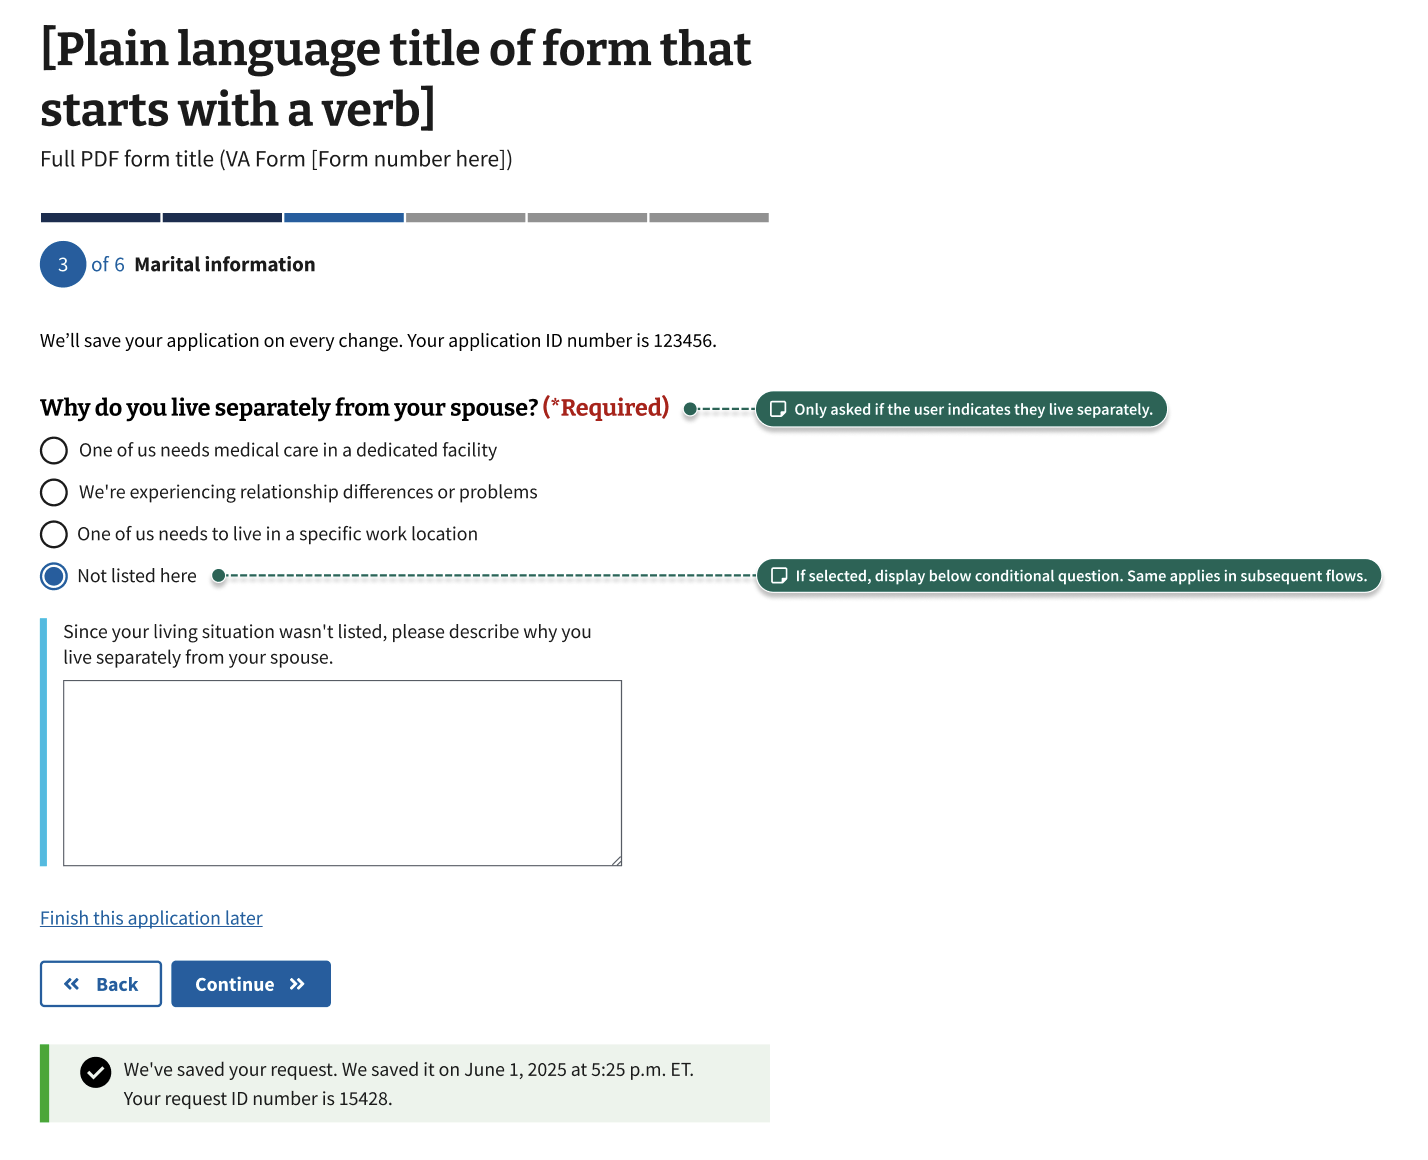 [Plain language title of form that
starts with a verb]
Full PDF form title (VA Form [Form number here])
3 of 6 Marital information
We’ll save your application on every change. Your application ID number is 123456.
Why do you live separately from your spouse? (*Required)
Only asked if the user indicates they live separately.
One of us needs medical care in a dedicated facility
We're experiencing relationship differences or problems
One of us needs to live in a specific work location
Not listed here
If selected, display below conditional question. Same applies in subsequent flows.
Since your living situation wasn't listed, please describe why you
live separately from your spouse.
Finish this application later
Back
Continue
We've saved your request. We saved it on June 1, 2025 at 5:25 p.m. ET.
Your request ID number is 15428.